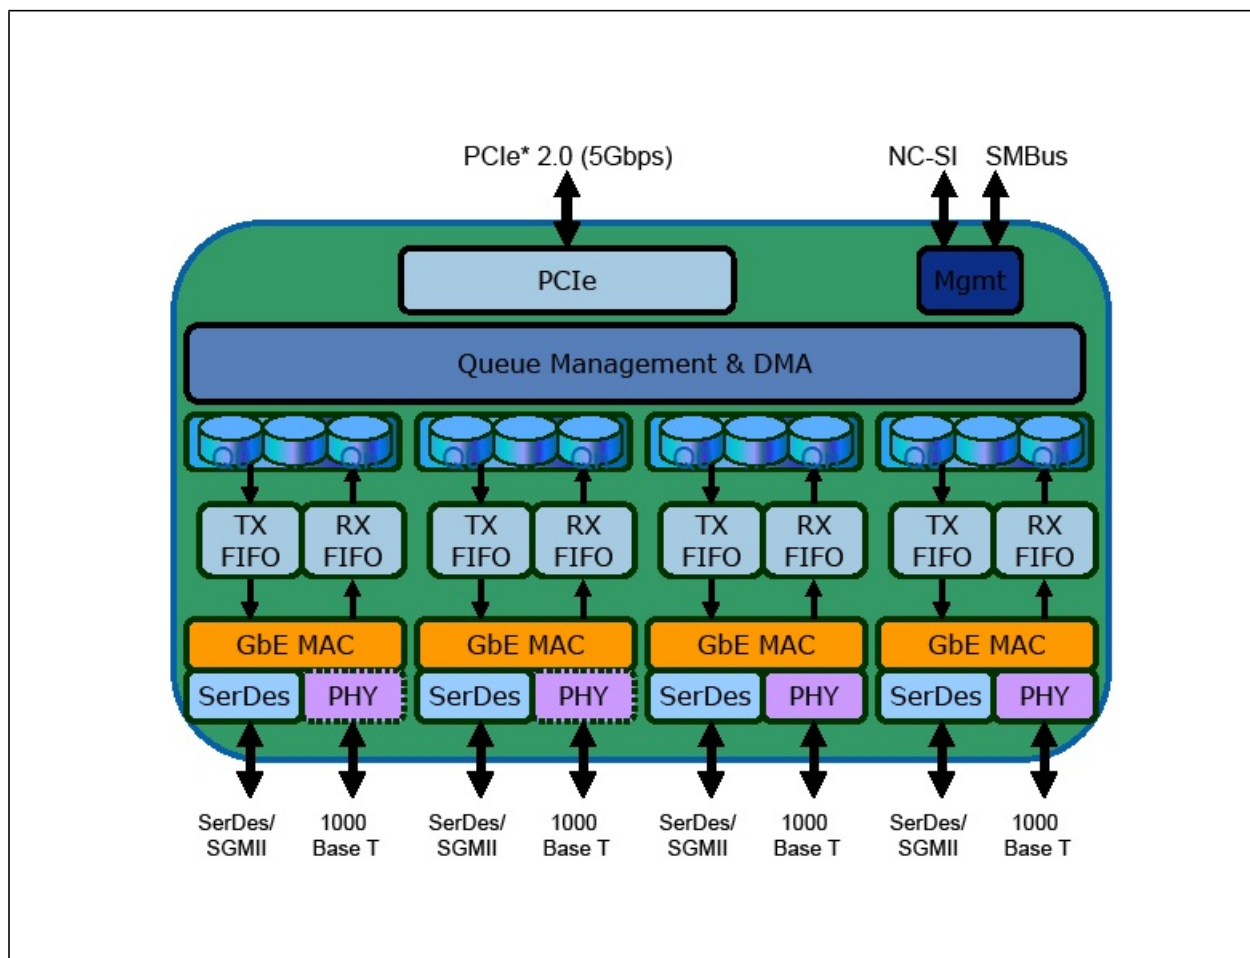 PCIe* 2.0 (5Gbps)
NC-SI SMBus
PCIe
Mgmt
Queue Management & DMA
TX
FIFO
RX
FIFO
TX
FIFO
RX
FIFO
TX
FIFO
RX
FIFO
TX
FIFO
RX
FIFO
GbE MAC
GbE MAC
GbE MAC
GbE MAC
SerDes
PHY
SerDes
PHY
SerDes
PHY
SerDes
PHY
SerDes/
SGMII
1000
Base T
SerDes/
SGMII
1000
Base T
SerDes/
SGMII
1000
Base T
SerDes/
SGMII
1000
Base T